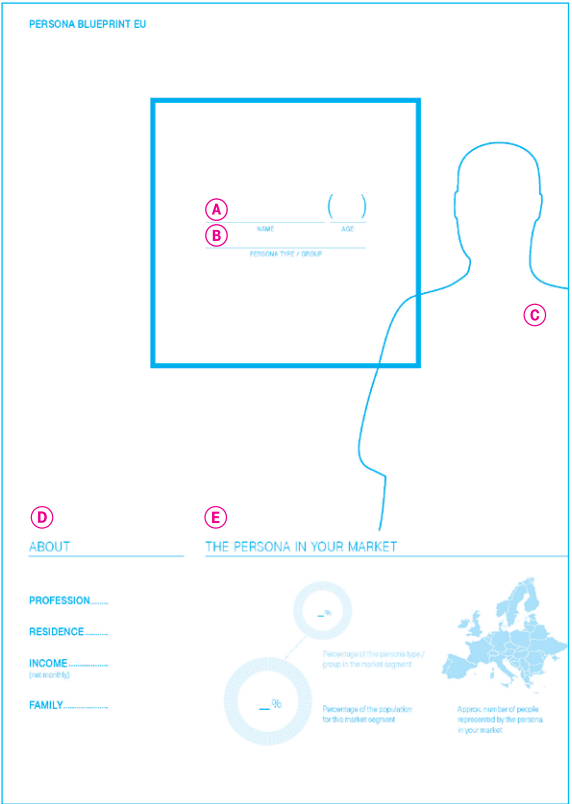 PERSONA BLUEPRINT EU
A
( )
NAME
AGE
B
PERSONA TYPE / GROUP
C
D
E
ABOUT
THE PERSONA IN YOUR MARKET
PROFESSION........
RESIDENCE..........
INCOME.................
(net monthly)
FAMILY...................
_%
Percentage of this persona type /
group in the market segment
_%
Percentage of the population
for this market segment
Approx. number of people
represented by the persona
in your market